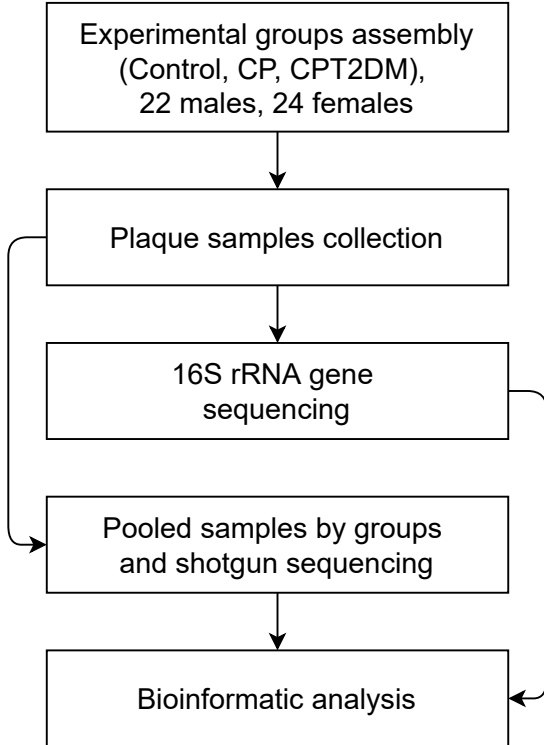 Experimental groups assembly
(Control, CP, CPT2DM),
22 males, 24 females
Plaque samples collection
16S rRNA gene
sequencing
Pooled samples by groups
and shotgun sequencing
Bioinformatic analysis